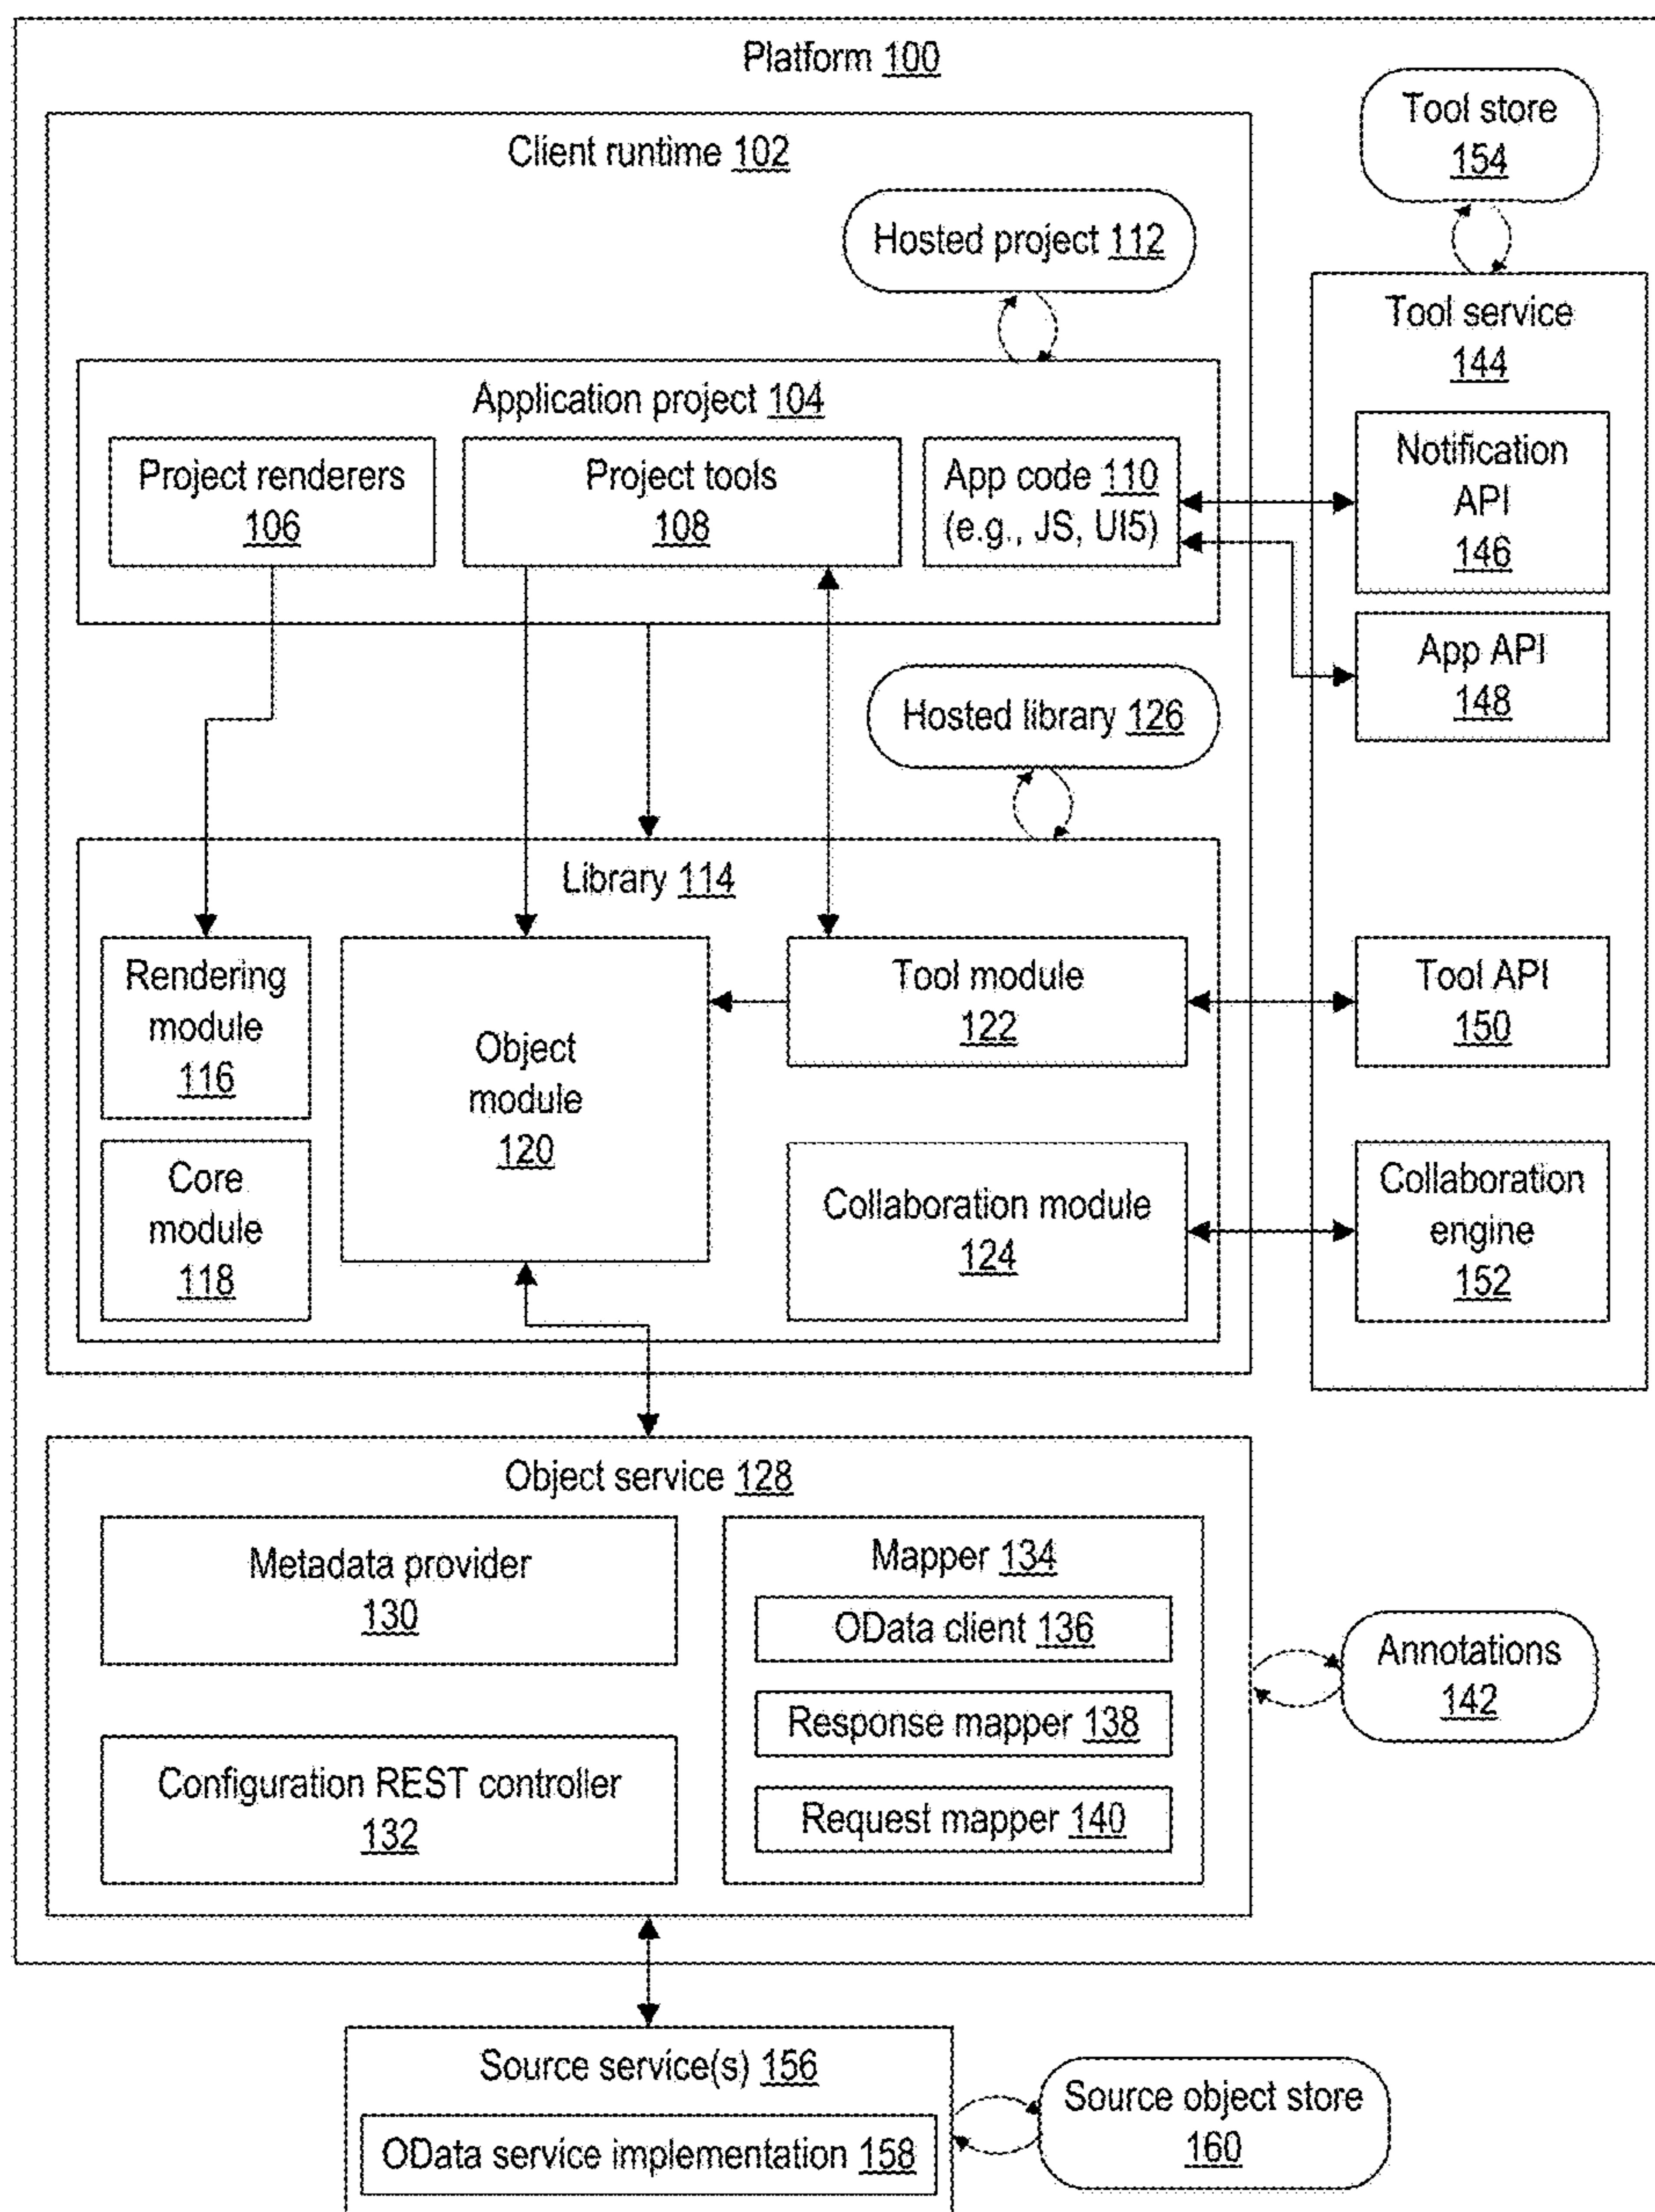 Platform 100
Client runtime 102
Tool store
154
Hosted project 112
Tool service
144
Application project 104
Project renderers
106
Project tools
108
App code 110
(e.g., JS, UI5)
Notification
API
146
App API
148
Hosted library 126
Library 114
Rendering
module
116
Core
module
118
Object
module
120
Tool module
122
Collaboration module
124
Tool API
150
Collaboration
engine
152
Object service 128
Metadata provider
130
Configuration REST controller
132
Mapper 134
OData client 136
Response mapper 138
Request mapper 140
Annotations
142
Source service(s) 156
OData service implementation 158
Source object store
160